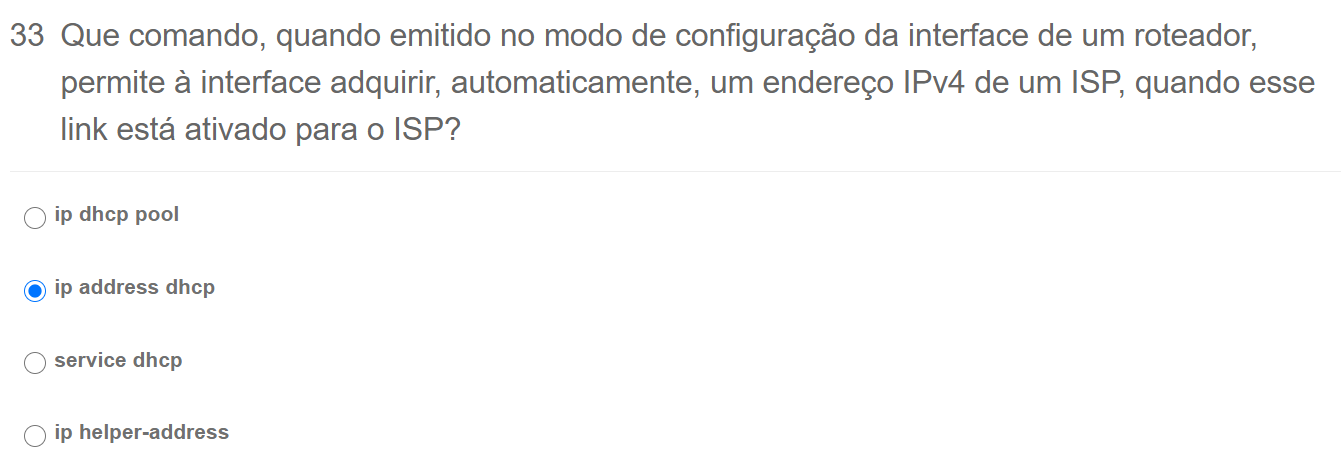 33 Que comando, quando emitido no modo de configuração da interface de um roteador,
permite à interface adquirir, automaticamente, um endereço IPv4 de um ISP, quando esse
link está ativado para o ISP?
ip dhcp pool
ip address dhcp
service dhcp
ip helper-address